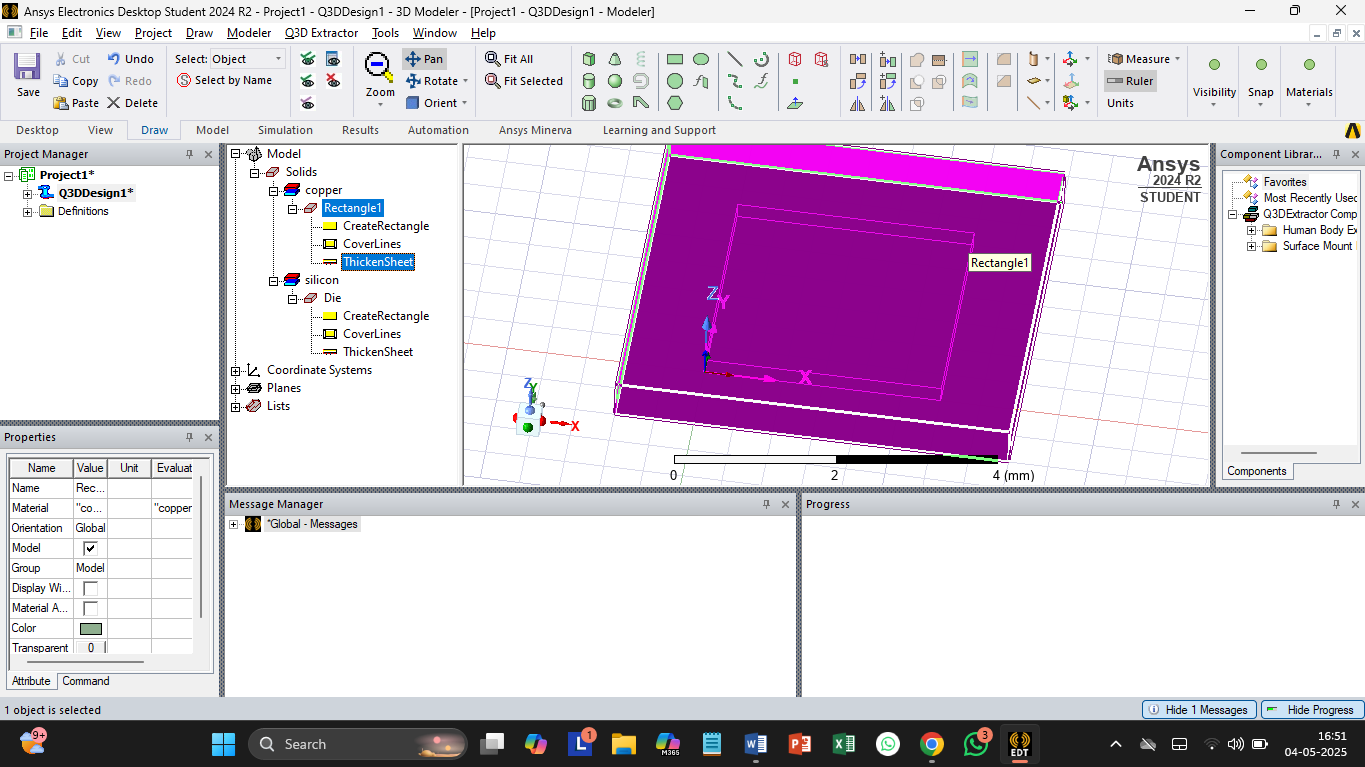 Ansys Electronics Desktop Student 2024 R2 - Project1 - Q3DDesign1 - 3D Modeler - [Project1 - Q3DDesign1 - Modeler]
File Edit View Project Draw Modeler Q3D Extractor Tools Window Help
Save
Cut
Copy
Paste
Undo
Redo
Delete
Select: Object
Select by Name
Zoom
Pan
Rotate
Orient
Fit All
Fit Selected
Measure
Ruler
Units
Visibility
Snap
Materials
Desktop View Draw Model Simulation Results Automation Ansys Minerva Learning and Support
Project Manager
Project1*
Q3DDesign1*
Definitions
Model
Solids
copper
Rectangle1
CreateRectangle
CoverLines
ThickenSheet
silicon
Die
CreateRectangle
CoverLines
ThickenSheet
Coordinate Systems
Planes
Lists
Ansys
2024 R2
STUDENT
Rectangle1
Z
Y
X
Z
Y
X
0 2 4 (mm)
Component Librar...
Favorites
Most Recently Used
Q3DExtractor Comp
Human Body Ex
Surface Mount
Components
Properties
Name Value Unit Evaluat
Name Rec...
Material "co... "copper
Orientation Global
Model
Group Model
Display Wi...
Material A...
Color
Transparent 0
Attribute Command
Message Manager
*Global - Messages
Progress
1 object is selected
Hide 1 Messages
Hide Progress
9+
Search
M365
L
1
W
P
X
3
EDT
16:51
04-05-2025